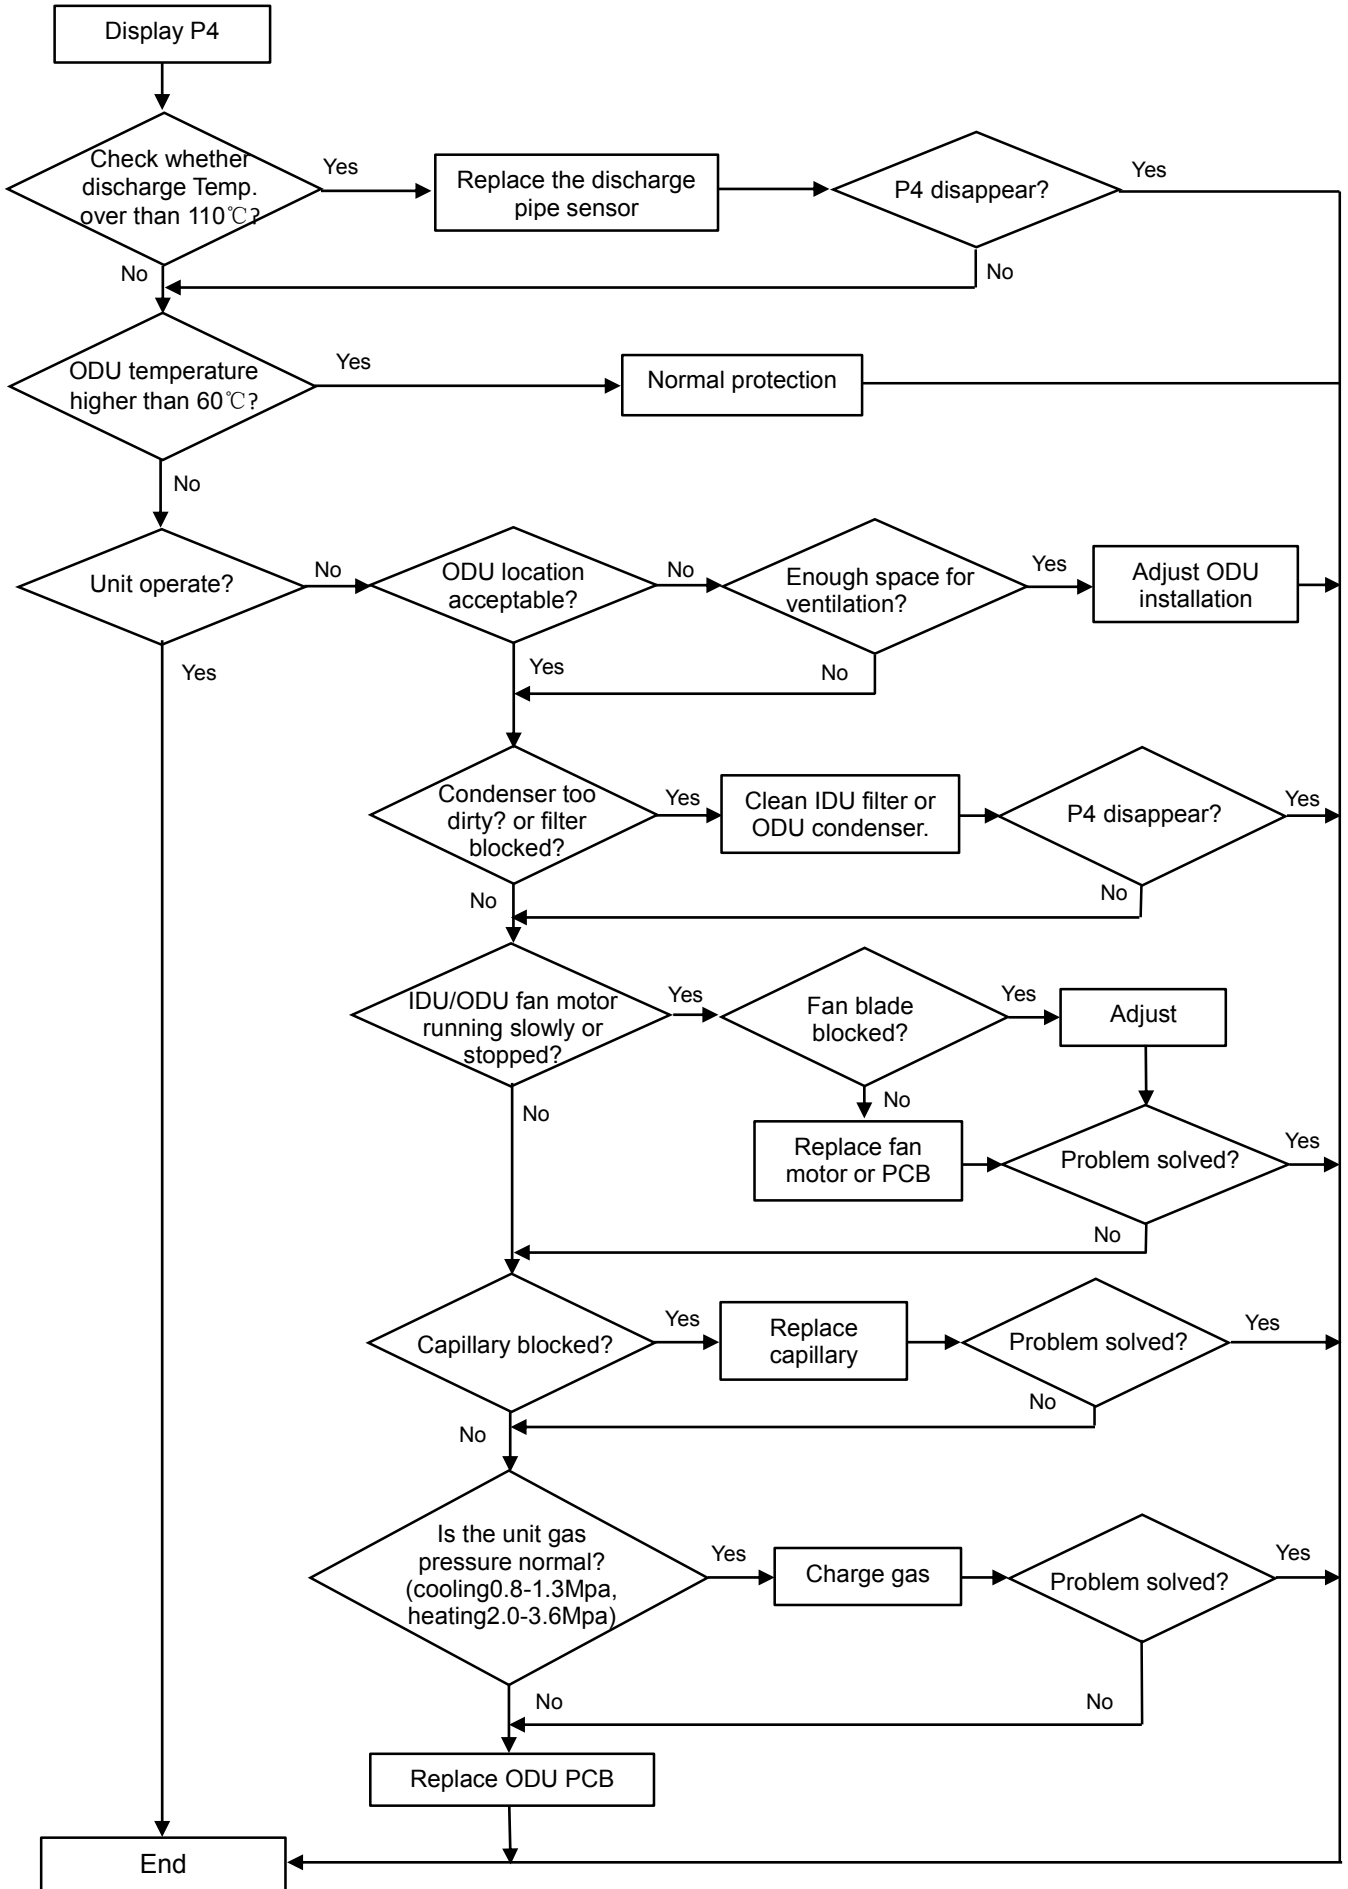 Display P4
Check whether
discharge Temp.
over than 110℃?
Yes
Replace the discharge
pipe sensor
P4 disappear?
Yes
No
No
ODU temperature
higher than 60℃?
Yes
Normal protection
No
Unit operate?
No
ODU location
acceptable?
No
Enough space for
ventilation?
Yes
Adjust ODU
installation
Yes
Yes
No
Condenser too
dirty? or filter
blocked?
Yes
Clean IDU filter or
ODU condenser.
P4 disappear?
Yes
No
No
IDU/ODU fan motor
running slowly or
stopped?
Yes
Fan blade
blocked?
Yes
Adjust
No
No
Replace fan
motor or PCB
Problem solved?
Yes
No
Capillary blocked?
Yes
Replace
capillary
Problem solved?
Yes
No
No
Is the unit gas
pressure normal?
(cooling0.8-1.3Mpa,
heating2.0-3.6Mpa)
Yes
Charge gas
Problem solved?
Yes
No
No
Replace ODU PCB
End